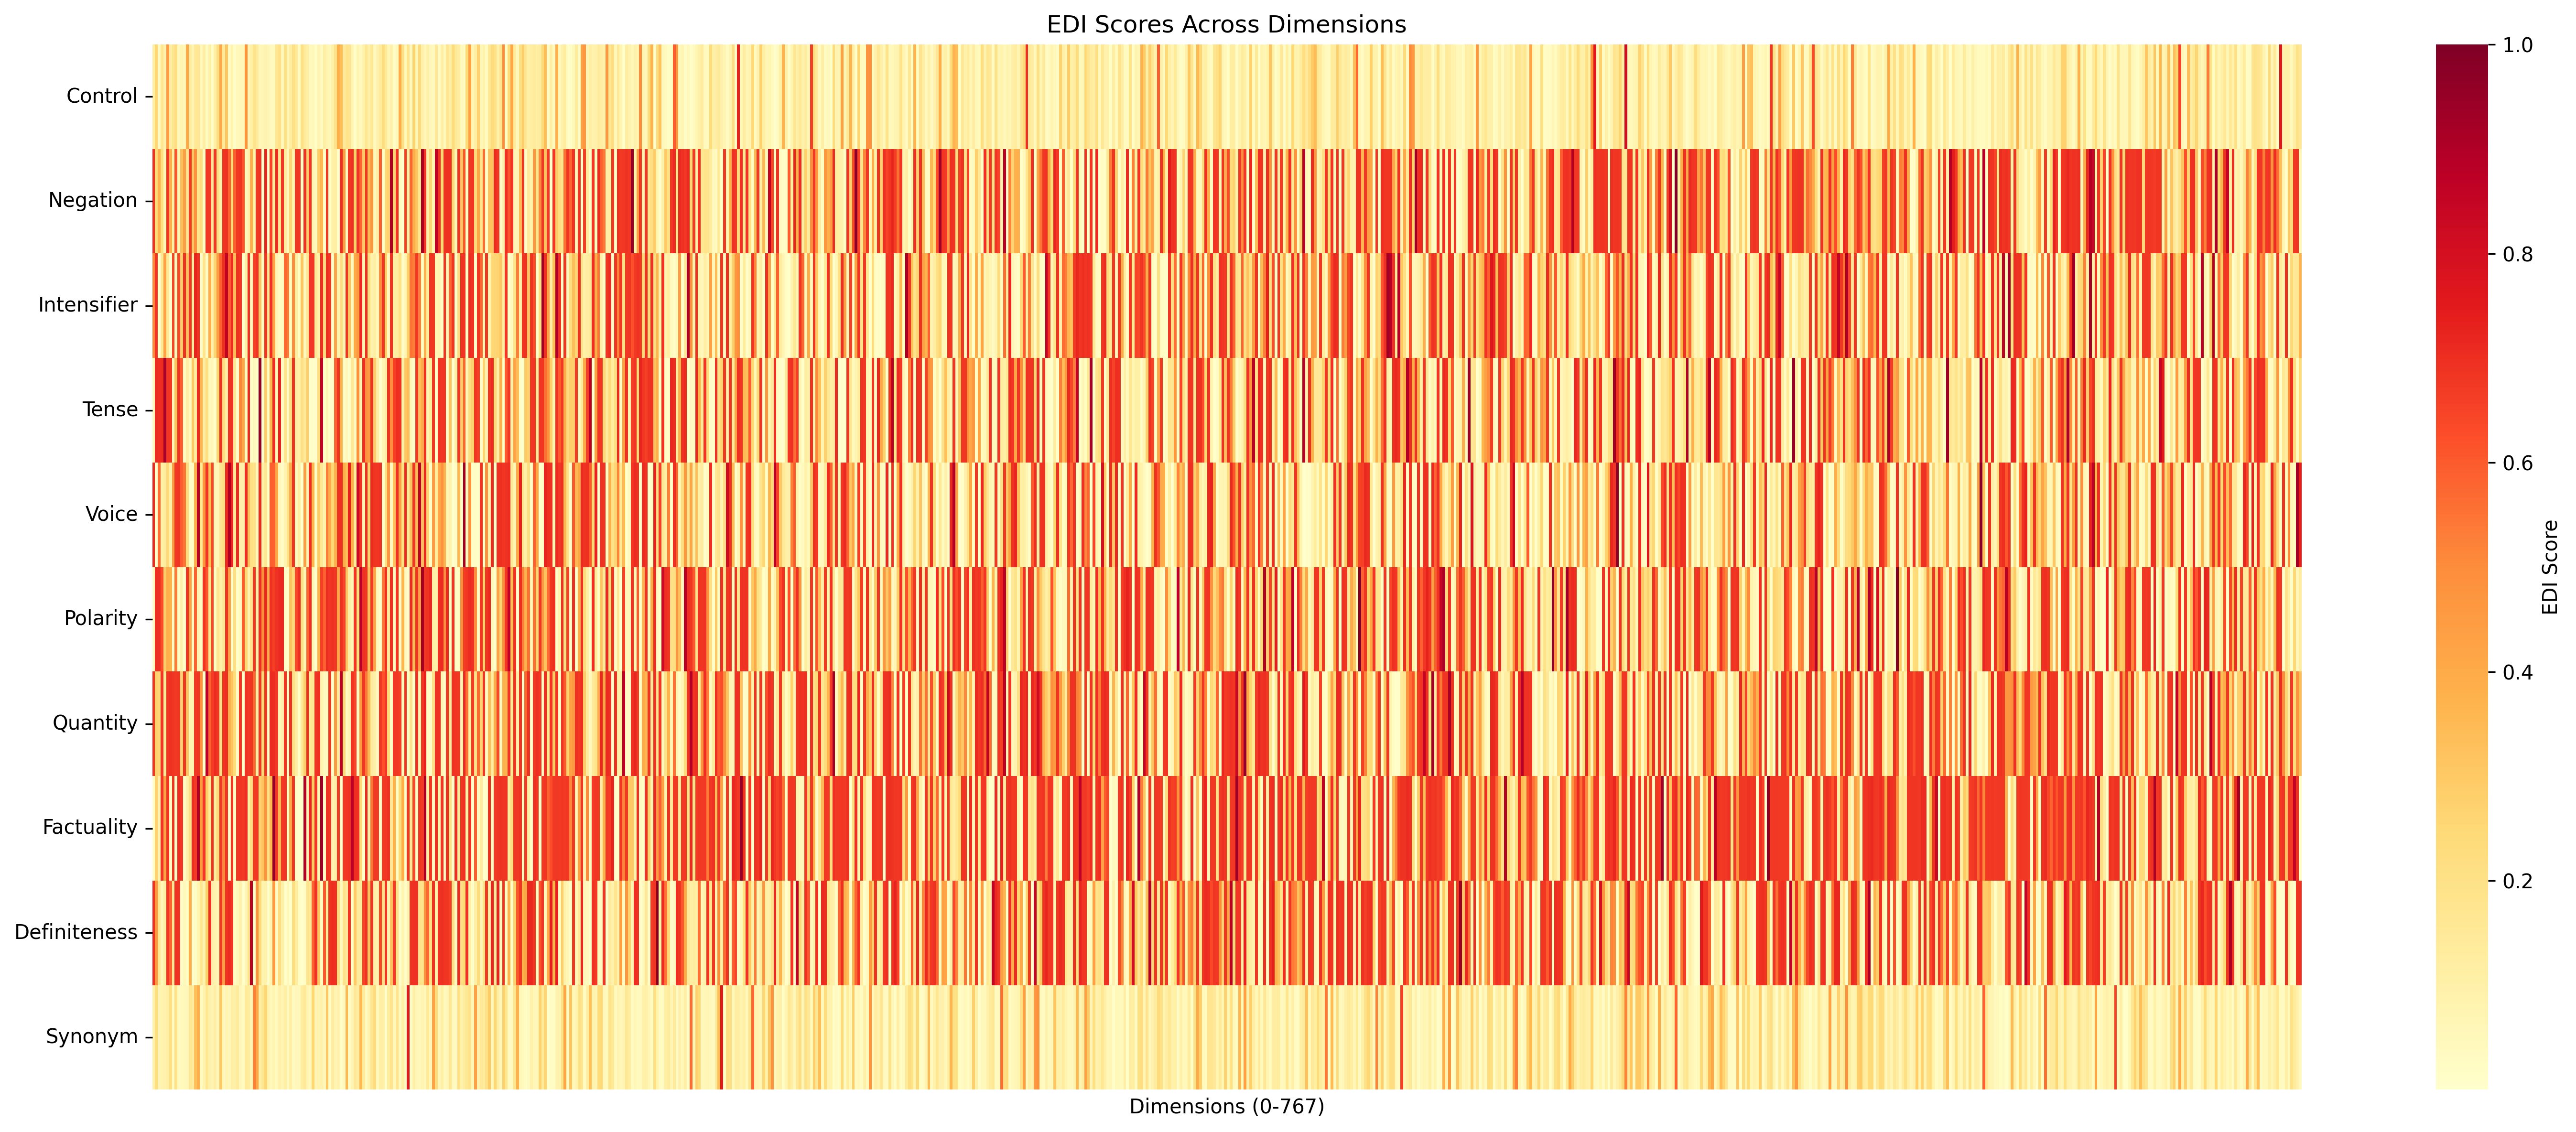 EDI Scores Across Dimensions
Control
Negation
Intensifier
Tense
Voice
Polarity
Quantity
Factuality
Definiteness
Synonym
Dimensions (0-767)
1.0
0.8
0.6
0.4
0.2
EDI Score